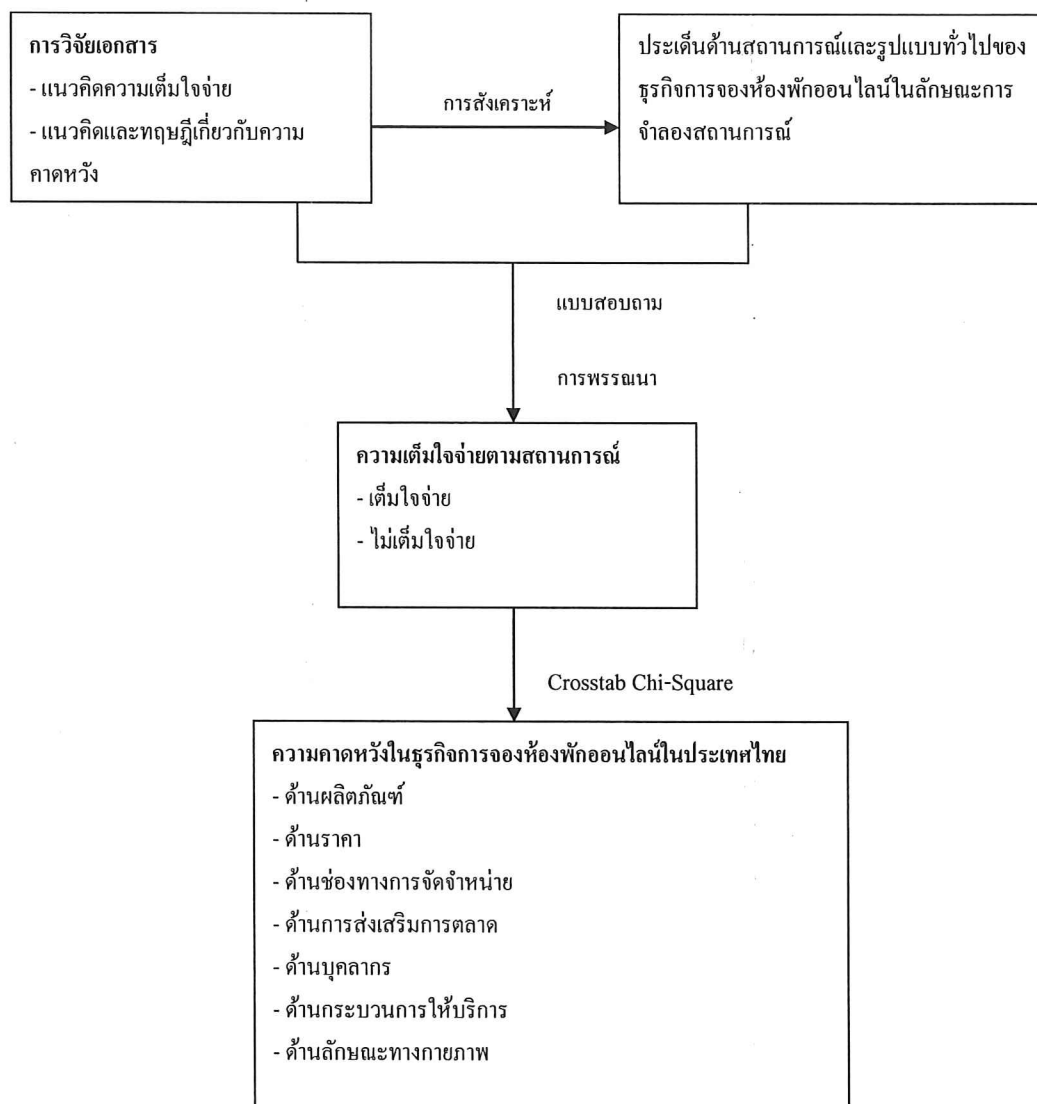 การวิจัยเอกสาร
- แนวคิดความเต็มใจจ่าย
- แนวคิดและทฤษฎีเกี่ยวกับความ
คาดหวัง
การสังเคราะห์
ประเด็นด้านสถานการณ์และรูปแบบทั่วไปของ
ธุรกิจการจองห้องพักออนไลน์ในลักษณะการ
จำลองสถานการณ์
แบบสอบถาม
การพรรณนา
ความเต็มใจจ่ายตามสถานการณ์
- เต็มใจจ่าย
- ไม่เต็มใจจ่าย
Crosstab Chi-Square
ความคาดหวังในธุรกิจการจองห้องพักออนไลน์ในประเทศไทย
- ด้านผลิตภัณฑ์
- ด้านราคา
- ด้านช่องทางการจัดจำหน่าย
- ด้านการส่งเสริมการตลาด
- ด้านบุคลากร
- ด้านกระบวนการให้บริการ
- ด้านลักษณะทางกายภาพ